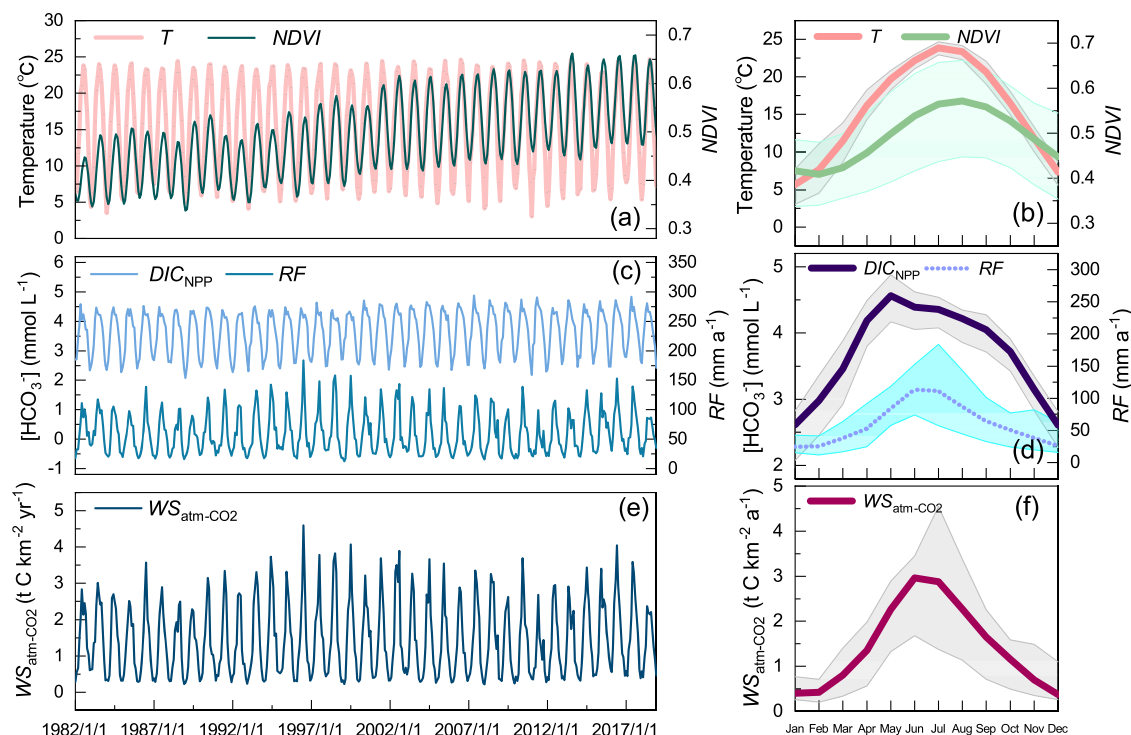 T NDVI
Temperature (°C)
30
25
20
15
10
5
0
0.7
0.6
0.5
0.4
0.3
NDVI
(a)
T NDVI
Temperature (°C)
25
20
15
10
5
0
0.7
0.6
0.5
0.4
0.3
NDVI
(b)
DIC_NPP RF
(c)
[HCO₃⁻] (mmol L⁻¹)
6
5
4
3
2
1
0
-1
350
300
250
200
150
100
50
0
RF (mm a⁻¹)
DIC_NPP RF
[HCO₃⁻] (mmol L⁻¹)
5
4
3
2
300
250
200
150
100
50
0
RF (mm a⁻¹)
(d)
WS_atm-CO2
(e)
WS_atm-CO2 (t C km⁻² yr⁻¹)
5
4
3
2
1
0
1982/1/1 1987/1/1 1992/1/1 1997/1/1 2002/1/1 2007/1/1 2012/1/1 2017/1/1
WS_atm-CO2
(f)
WS_atm-CO2 (t C km⁻² a⁻¹)
5
4
3
2
1
0
Jan Feb Mar Apr May Jun Jul Aug Sep Oct Nov Dec